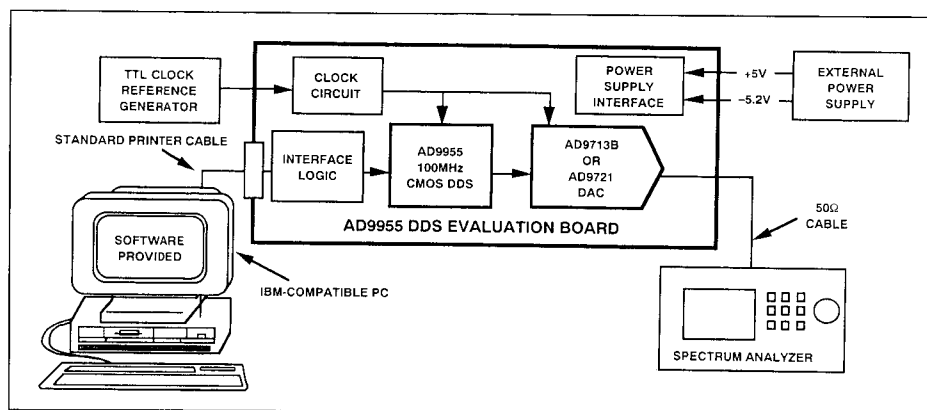 TTL CLOCK
REFERENCE
GENERATOR
CLOCK
CIRCUIT
POWER
SUPPLY
INTERFACE
+5V
–5.2V
EXTERNAL
POWER
SUPPLY
STANDARD PRINTER CABLE
INTERFACE
LOGIC
AD9955
100MHz
CMOS DDS
AD9713B
OR
AD9721
DAC
AD9955 DDS EVALUATION BOARD
50Ω
CABLE
SOFTWARE
PROVIDED
IBM-COMPATIBLE PC
SPECTRUM ANALYZER